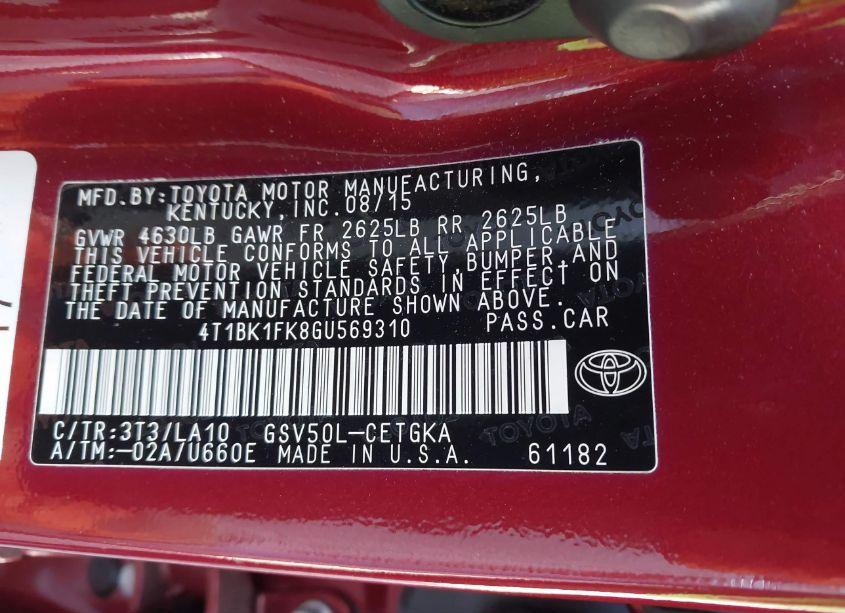 MFD.BY:TOYOTA MOTOR MANUFACTURING,
KENTUCKY,INC.08/15
GVWR 4630LB GAWR FR 2625LB RR 2625LB
THIS VEHICLE CONFORMS TO ALL APPLICABLE
FEDERAL MOTOR VEHICLE SAFETY,BUMPER,AND
THEFT PREVENTION STANDARDS IN EFFECT ON
THE DATE OF MANUFACTURE SHOWN ABOVE.
4T1BK1FK8GU569310 PASS.CAR
C/TR:3T3/LA10 GSV50L-CETGKA
A/TM:-02A/U660E MADE IN U.S.A. 61182
TOYOTA